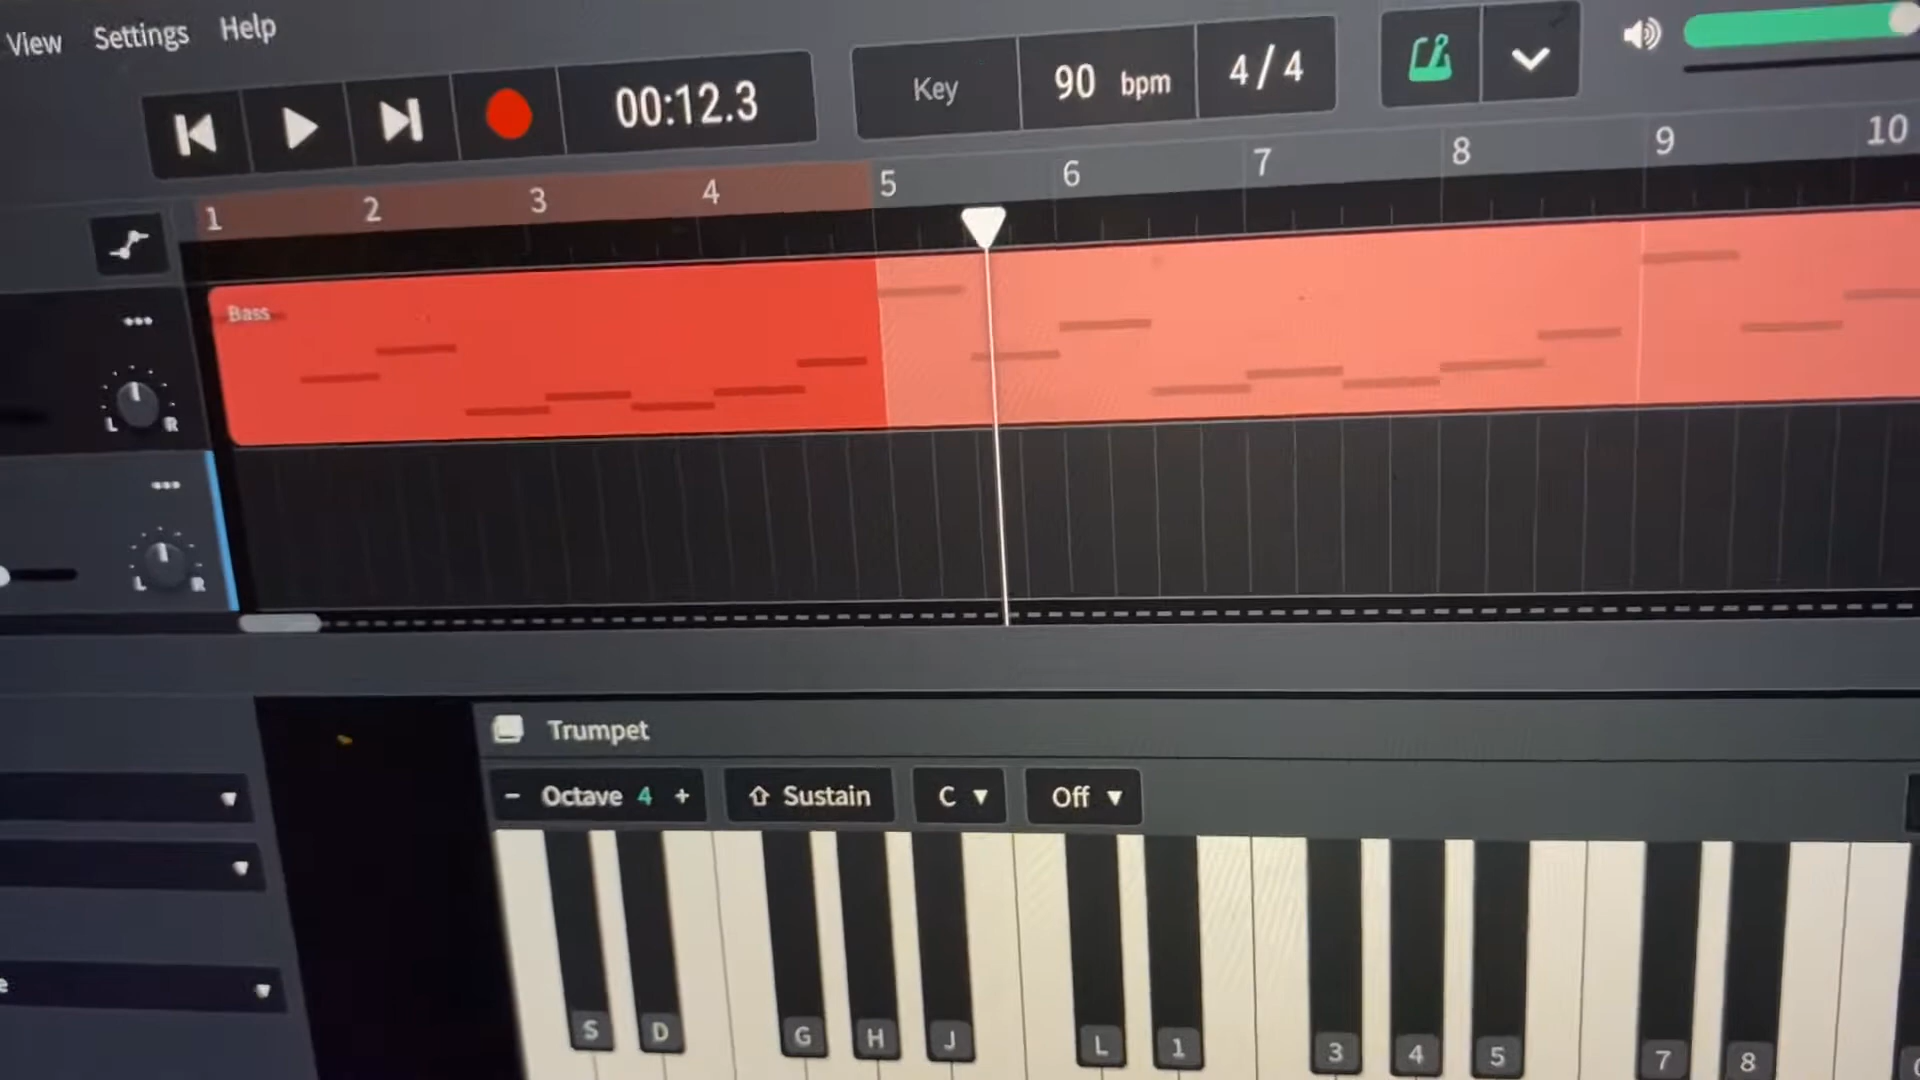 View Settings Help
00:12.3 Key 90 bpm 4/4
1 2 3 4 5 6 7 8 9 10
Bass
L R
L R
Trumpet
- Octave 4 + Sustain C Off
S D G H J L 1 3 4 5 7 8